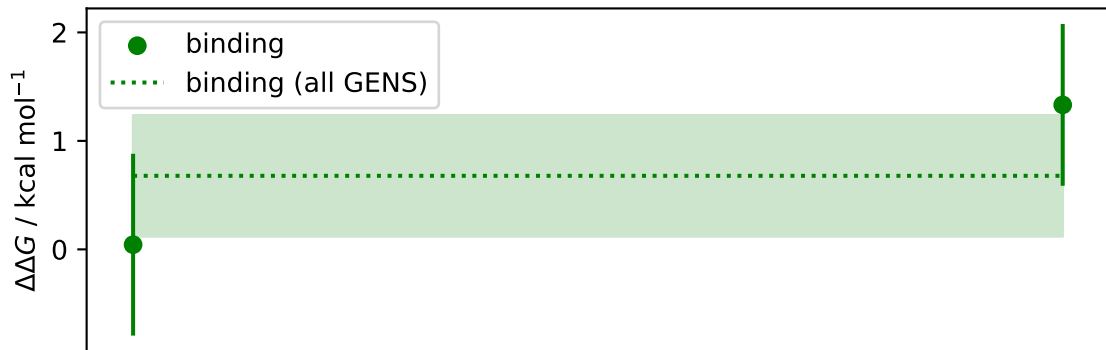 2
binding
binding (all GENS)
1
0
ΔΔG / kcal mol⁻¹